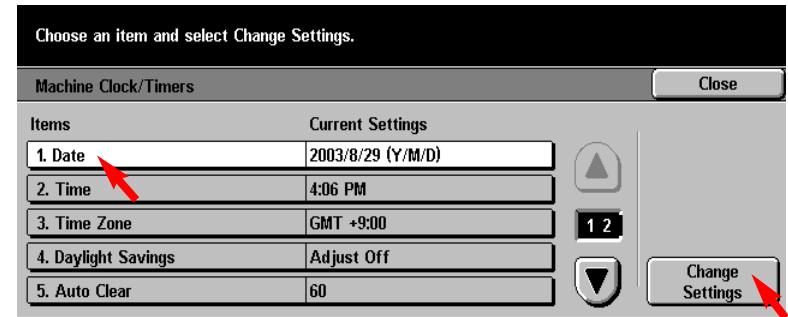 Choose an item and select Change Settings.
Machine Clock/Timers
Close
Items
Current Settings
1. Date
2003/8/29 (Y/M/D)
2. Time
4:06 PM
3. Time Zone
GMT +9:00
1 2
4. Daylight Savings
Adjust Off
5. Auto Clear
60
Change
Settings